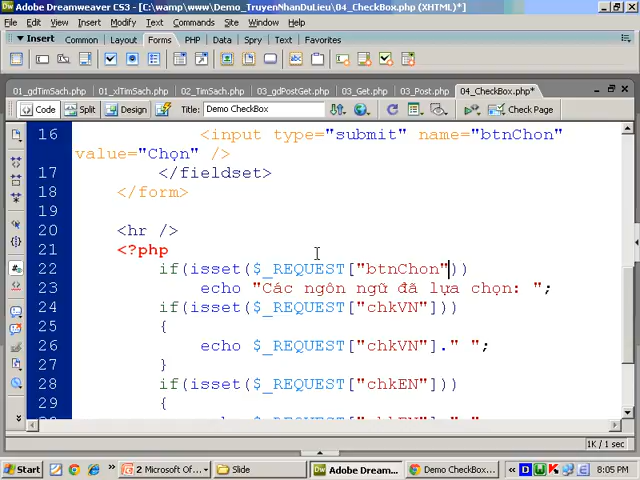 Adobe Dreamweaver CS3 - [C:\wamp\www\Demo_TruyenNhanDuLieu\04_CheckBox.php (XHTML)*]
File Edit View Insert Modify Text Commands Site Window Help
Insert Common Layout Forms PHP Data Spry Text Favorites
01_gdTimSach.php 01_xlTimSach.php 02_TimSach.php 03_gdPostGet.php 03_Get.php 03_Post.php 04_CheckBox.php*
Code Split Design Title: Demo CheckBox Check Page
16 <input type="submit" name="btnChon"
value="Chọn" />
17 </fieldset>
18 </form>
19
20 <hr />
21 <?php
22 if(isset($_REQUEST["btnChon"))
23 echo "Các ngôn ngữ đã lựa chọn: ";
24 if(isset($_REQUEST["chkVN"]))
25 {
26 echo $_REQUEST["chkVN"]." ";
27 }
28 if(isset($_REQUEST["chkEN"]))
29 {
1K / 1 sec
Start 2 Microsoft Of... Slide Adobe Dream... Demo CheckBox... 8:05 PM